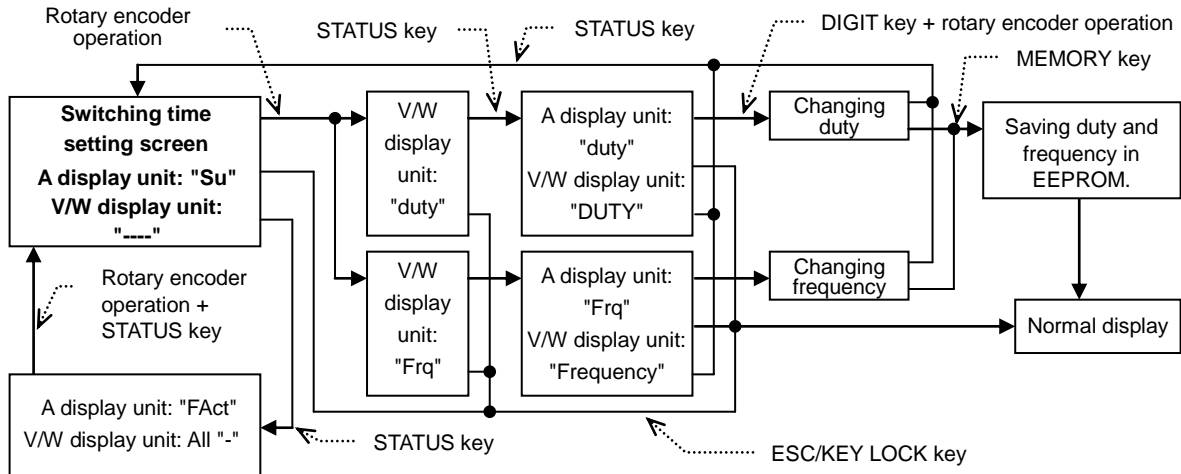 Rotary encoder
operation
STATUS key
STATUS key
DIGIT key + rotary encoder operation
MEMORY key
Switching time
setting screen
A display unit: "Su"
V/W display unit:
"----"
V/W
display
unit:
"duty"
A display unit:
"duty"
V/W display unit:
"DUTY"
Changing
duty
Saving duty and
frequency in
EEPROM.
V/W
display
unit:
"Frq"
A display unit:
"Frq"
V/W display unit:
"Frequency"
Changing
frequency
Normal display
Rotary encoder
operation +
STATUS key
A display unit: "FAct"
V/W display unit: All "-"
STATUS key
ESC/KEY LOCK key